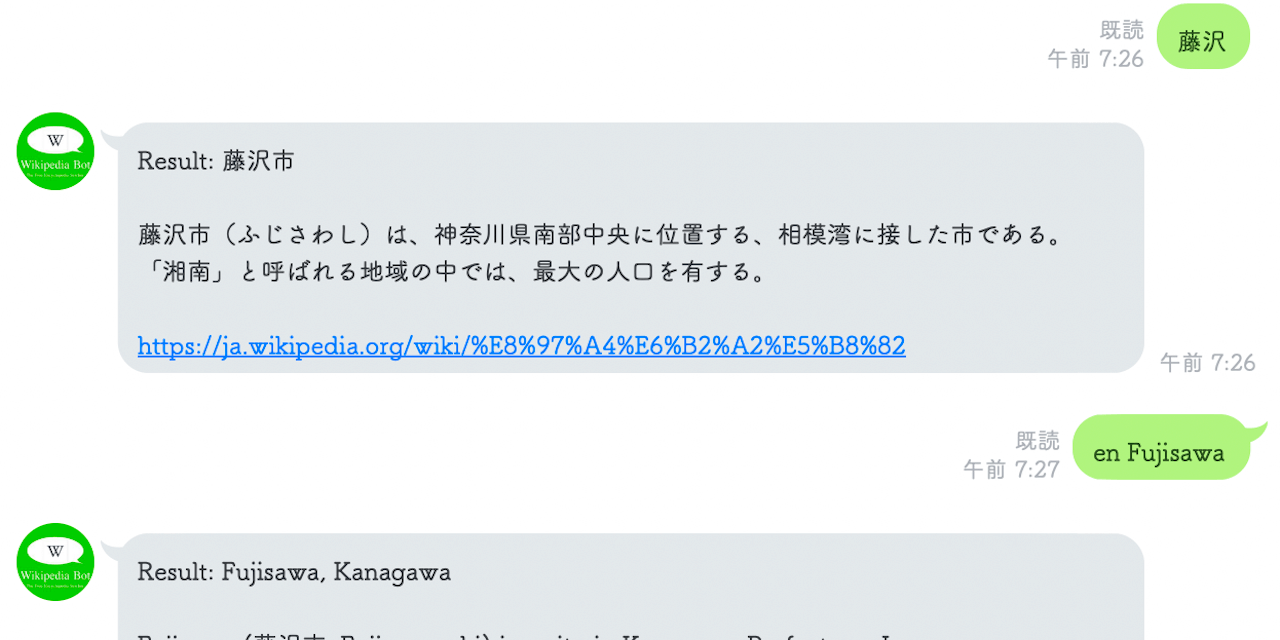 既読
午前 7:26
藤沢
W
Wikipedia Bot
Result: 藤沢市
藤沢市（ふじさわし）は、神奈川県南部中央に位置する、相模湾に接した市である。
「湘南」と呼ばれる地域の中では、最大の人口を有する。
https://ja.wikipedia.org/wiki/%E8%97%A4%E6%B2%A2%E5%B8%82
午前 7:26
既読
午前 7:27
en Fujisawa
W
Wikipedia Bot
Result: Fujisawa, Kanagawa